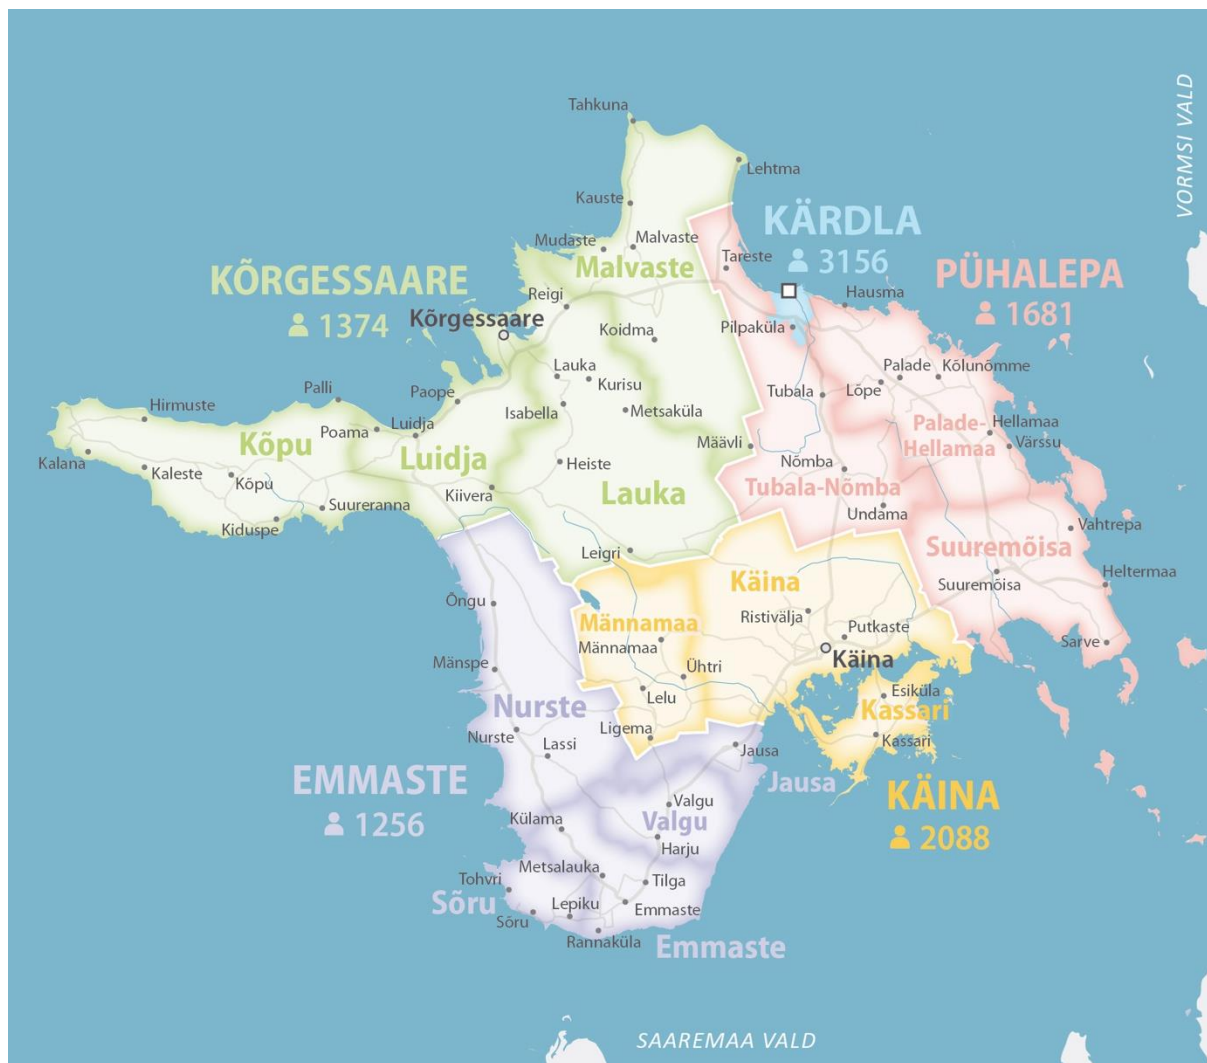 Tahkuna
Lehtma
VORMSI VALD
Kauste
KÄRDLA
3156
Mudaste
Malvaste
Malvaste
Tareste
KÕRGESSAARE
1374
PÜHALEPA
1681
Reigi
Hausma
Kõrgessaare
Koidma
Pilpaküla
Lauka
Kurisu
Palade
Kõlunõmme
Palli
Paope
Tubala
Lõpe
Hirmuste
Isabella
Metsaküla
Poama
Luidja
Palade-
Hellamaa
Hellamaa
Värssu
Kõpu
Määvli
Kalana
Luidja
Heiste
Nõmba
Kaleste
Kõpu
Kiivera
Lauka
Tubala-Nõmba
Suureranna
Undama
Kiduspe
Vahtrepa
Leigri
Suuremõisa
Käina
Suuremõisa
Heltermaa
Õngu
Ristivälja
Männamaa
Putkaste
Männamaa
Sarve
Käina
Mänspe
Ühtri
Lelu
Esiküla
Nurste
Kassari
Ligema
Nurste
Lassi
Jausa
Kassari
EMMASTE
1256
Jausa
KÄINA
2088
Valgu
Külama
Valgu
Harju
Metsalauka
Tohvri
Tilga
Sõru
Lepiku
Emmaste
Sõru
Rannaküla
Emmaste
SAAREMAA VALD